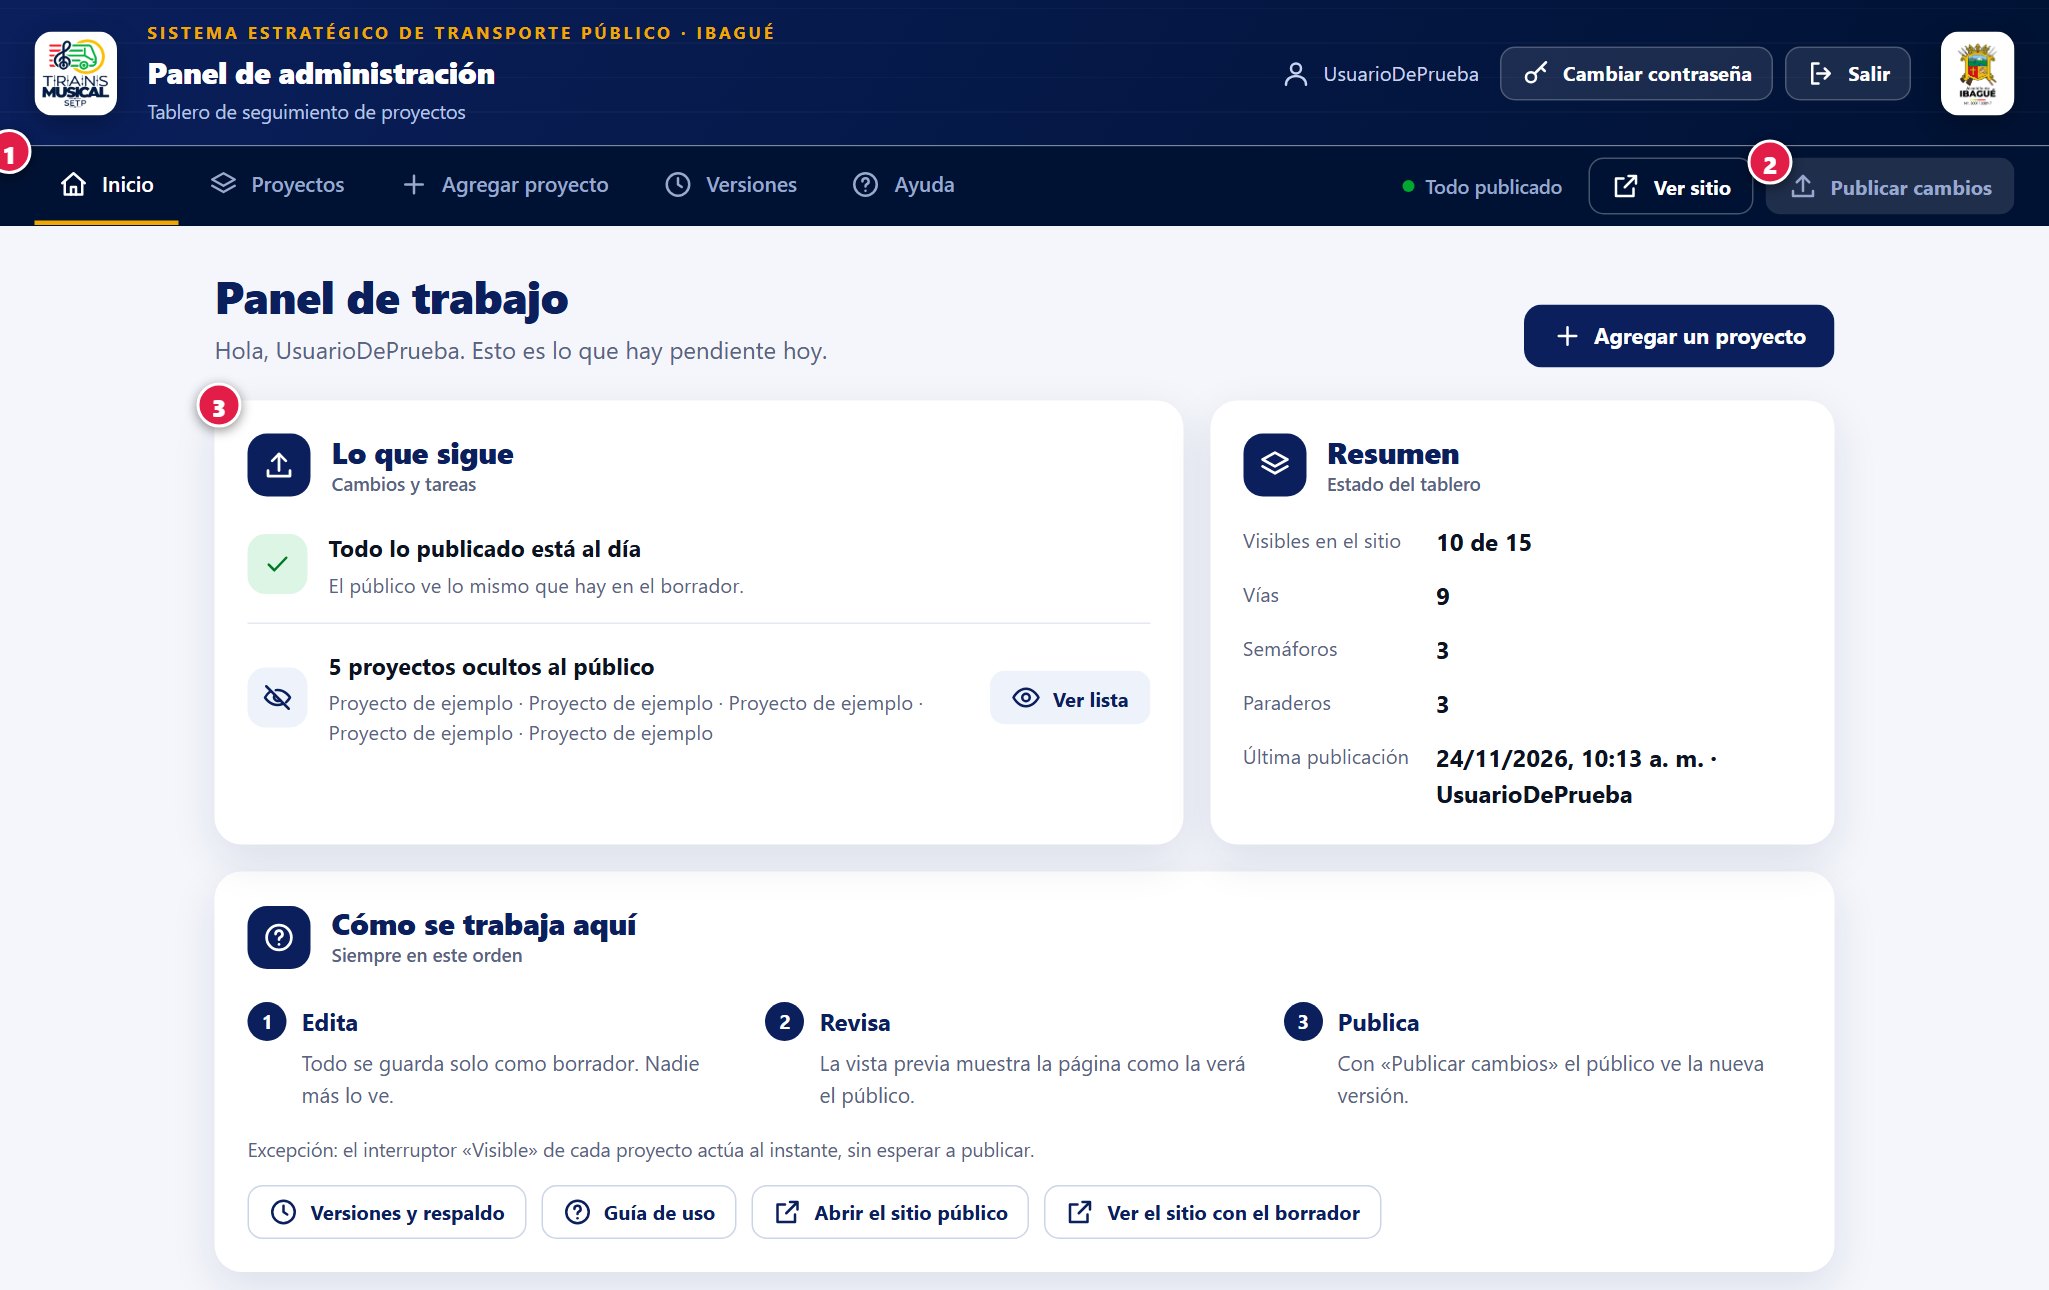 SISTEMA ESTRATÉGICO DE TRANSPORTE PÚBLICO · IBAGUÉ
Panel de administración
Tablero de seguimiento de proyectos
TRANS
MUSICAL
SETP
UsuarioDePrueba
Cambiar contraseña
Salir
IBAGUÉ
1
Inicio
Proyectos
Agregar proyecto
Versiones
Ayuda
Todo publicado
Ver sitio
2
Publicar cambios
Panel de trabajo
Hola, UsuarioDePrueba. Esto es lo que hay pendiente hoy.
Agregar un proyecto
3
Lo que sigue
Cambios y tareas
Todo lo publicado está al día
El público ve lo mismo que hay en el borrador.
5 proyectos ocultos al público
Proyecto de ejemplo · Proyecto de ejemplo · Proyecto de ejemplo ·
Proyecto de ejemplo · Proyecto de ejemplo
Ver lista
Resumen
Estado del tablero
Visibles en el sitio 10 de 15
Vías 9
Semáforos 3
Paraderos 3
Última publicación 24/11/2026, 10:13 a. m. ·
UsuarioDePrueba
Cómo se trabaja aquí
Siempre en este orden
1 Edita
Todo se guarda solo como borrador. Nadie
más lo ve.
2 Revisa
La vista previa muestra la página como la verá
el público.
3 Publica
Con «Publicar cambios» el público ve la nueva
versión.
Excepción: el interruptor «Visible» de cada proyecto actúa al instante, sin esperar a publicar.
Versiones y respaldo
Guía de uso
Abrir el sitio público
Ver el sitio con el borrador